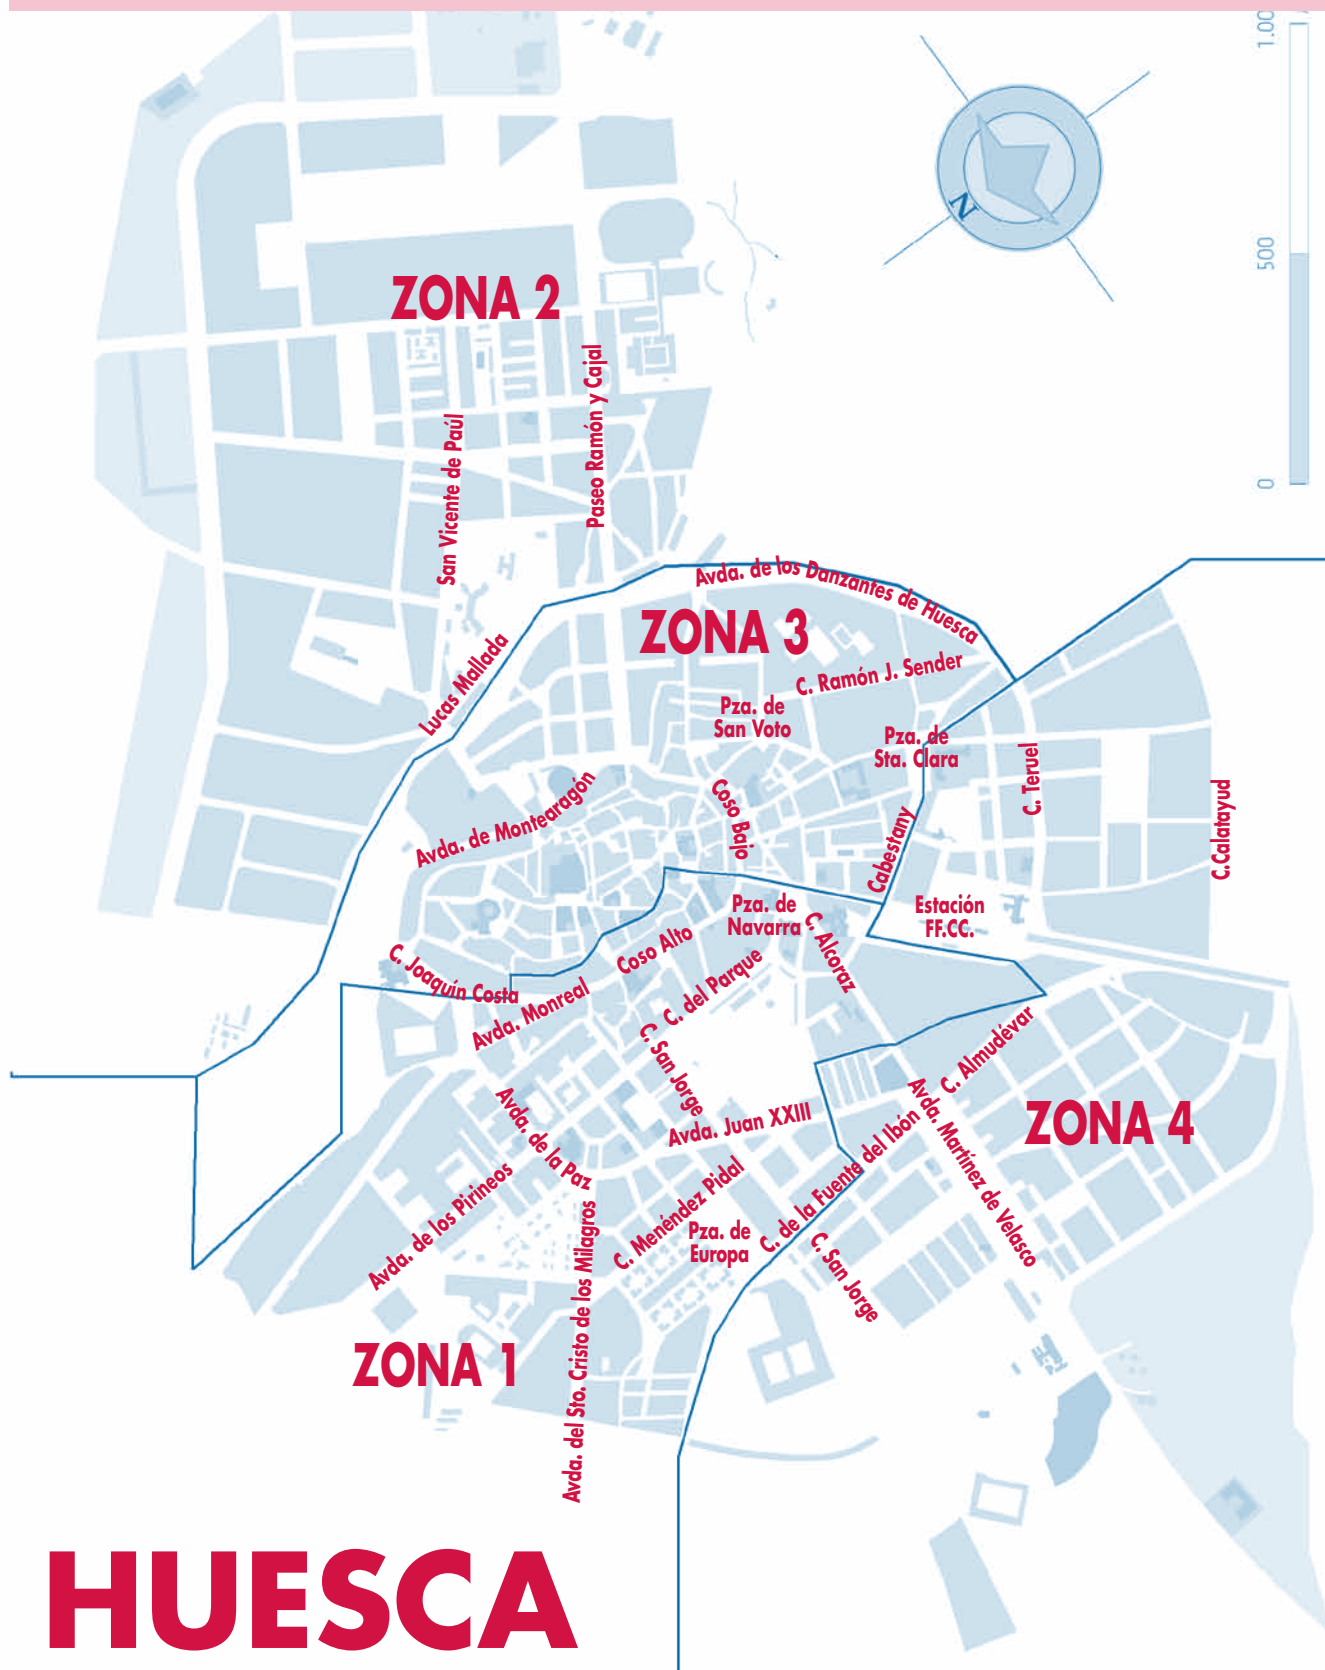 1.00
500
0
N
ZONA 2
San Vicente de Paúl
Paseo Ramón y Cajal
Avda. de los Danzantes de Huesca
ZONA 3
C. Ramón J. Sender
Lucas Mallada
Pza. de
San Voto
Pza. de
Sta. Clara
C. Teruel
C.Calatayud
Avda. de Montearagón
Coso Bajo
Cabestany
Pza. de
Navarra
Estación
FF.CC.
C. Alcoraz
Coso Alto
C. Joaquín Costa
Avda. Monreal
C. del Parque
C. San Jorge
C. Almudévar
Avda. Juan XXIII
ZONA 4
Avda. de la Paz
Avda. Martínez de Velasco
Avda. de los Pirineos
C. Menéndez Pidal
C. de la Fuente del Ibón
Pza. de
Europa
C. San Jorge
Avda. del Sto. Cristo de los Milagros
ZONA 1
HUESCA